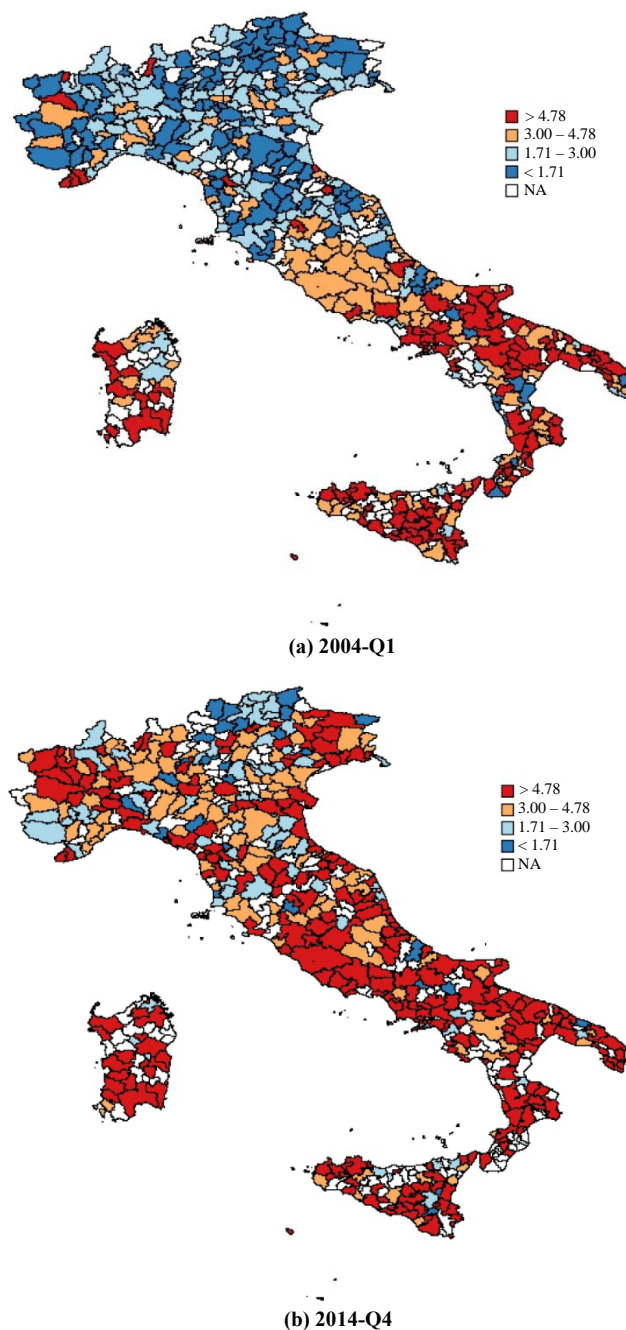 > 4.78
3.00 – 4.78
1.71 – 3.00
< 1.71
NA
(a) 2004-Q1
> 4.78
3.00 – 4.78
1.71 – 3.00
< 1.71
NA
(b) 2014-Q4